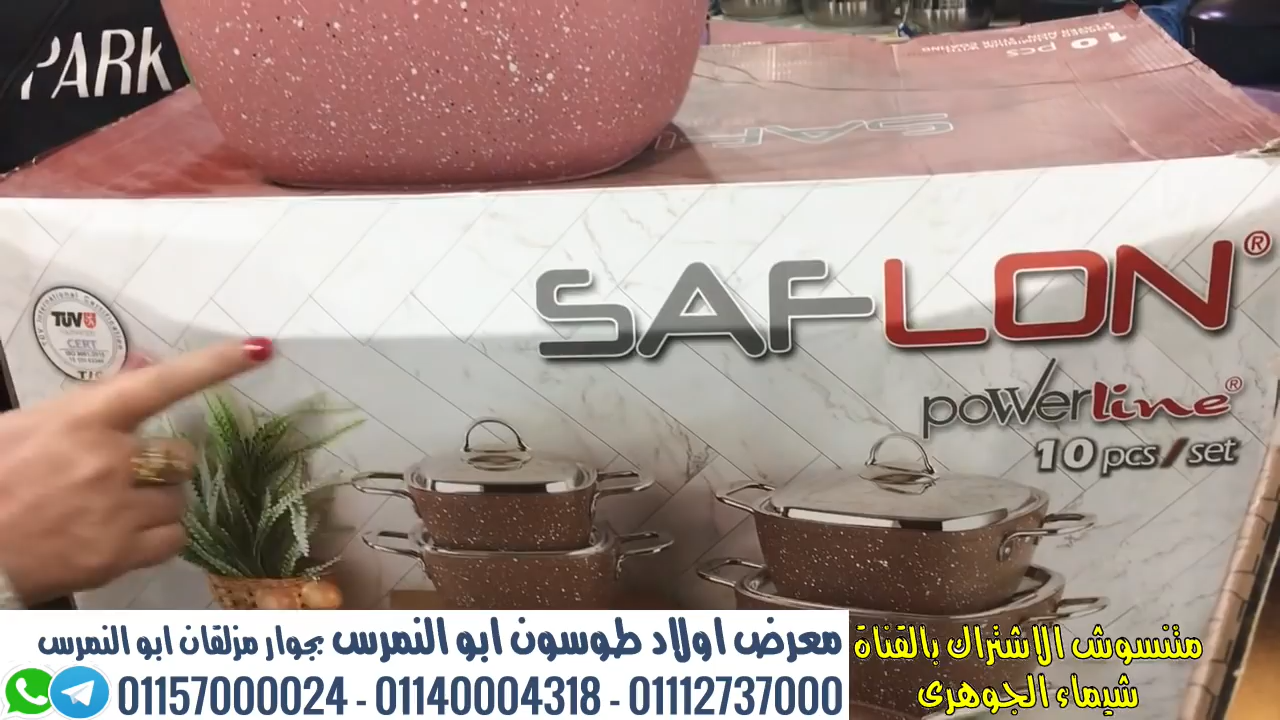 PARK
10 pcs
SAF
SAFLON®
TÜV
CERT
powerline®
10 pcs / set
معرض اولاد طوسون ابو النمرس بجوار مزلقان ابو النمرس
01157000024 - 01140004318 - 01112737000
متنسوش الاشتراك بالقناة
شيماء الجوهرى